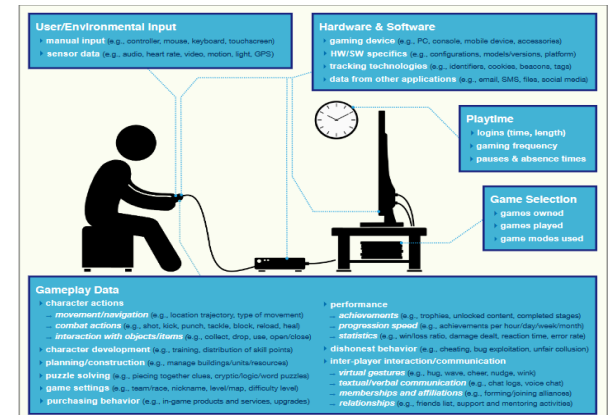 User/Environmental Input
manual input (e.g., controller, mouse, keyboard, touchscreen)
sensor data (e.g., audio, heart rate, video, motion, light, GPS)
Hardware & Software
gaming device (e.g., PC, console, mobile device, accessories)
HW/SW specifics (e.g., configurations, models/versions, platform)
tracking technologies (e.g., identifiers, cookies, beacons, tags)
data from other applications (e.g., email, SMS, files, social media)
Playtime
logins (time, length)
gaming frequency
pauses & absence times
Game Selection
games owned
games played
game modes used
Gameplay Data
character actions
→ movement/navigation (e.g., location trajectory, type of movement)
→ combat actions (e.g., shot, kick, punch, tackle, block, reload, heal)
→ interaction with objects/items (e.g., collect, drop, use, open/close)
character development (e.g., training, distribution of skill points)
planning/construction (e.g., manage buildings/units/resources)
puzzle solving (e.g., piecing together clues, cryptic/logic/word puzzles)
game settings (e.g., team/race, nickname, level/map, difficulty level)
purchasing behavior (e.g., in-game products and services, upgrades)
performance
→ achievements (e.g., trophies, unlocked content, completed stages)
→ progression speed (e.g., achievements per hour/day/week/month)
→ statistics (e.g., win/loss ratio, damage dealt, reaction time, error rate)
dishonest behavior (e.g., cheating, bug exploitation, unfair collusion)
inter-player interaction/communication
→ virtual gestures (e.g., hug, wave, cheer, nudge, wink)
→ textual/verbal communication (e.g., chat logs, voice chat)
→ memberships and affiliations (e.g., forming/joining alliances)
→ relationships (e.g., friends list, support and mentoring activities)